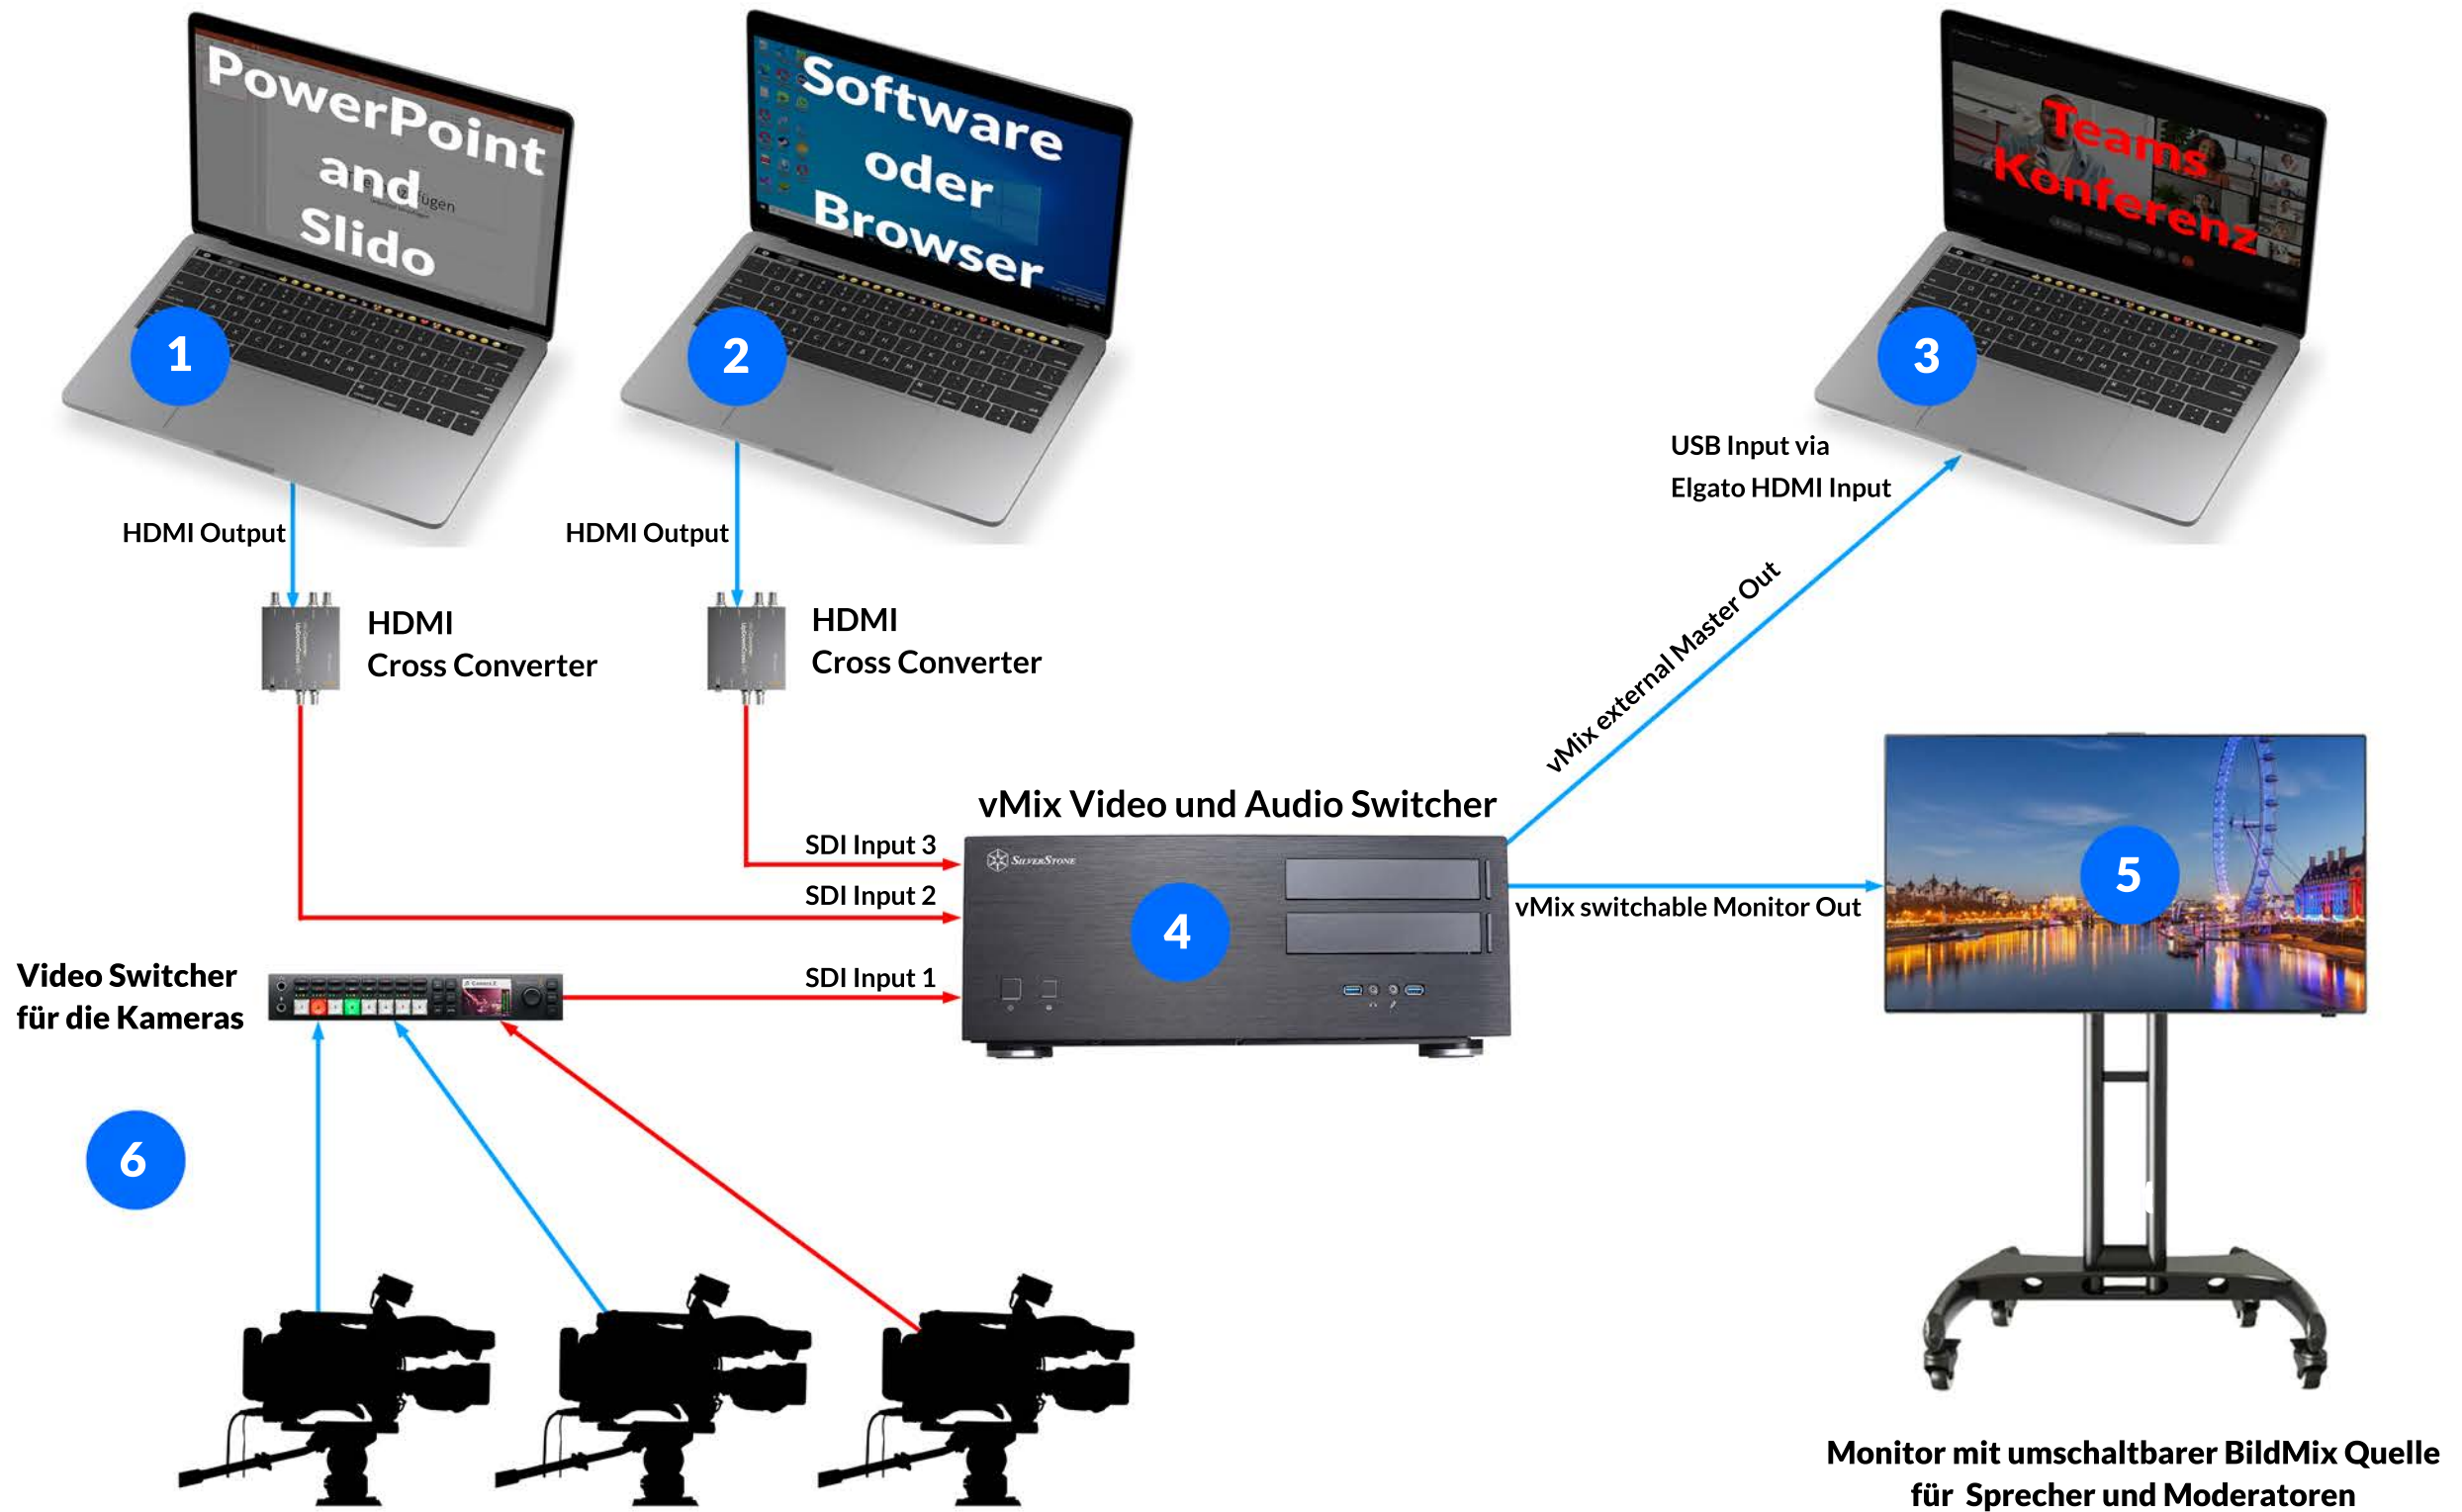 PowerPoint
and
Slido
Software
oder
Browser
Teams
Konferenz
1
2
3
USB Input via
Elgato HDMI Input
HDMI Output
HDMI Output
HDMI
Cross Converter
HDMI
Cross Converter
vMix external Master Out
vMix Video und Audio Switcher
SDI Input 3
SILVERSTONE
SDI Input 2
4
5
vMix switchable Monitor Out
Video Switcher
für die Kameras
SDI Input 1
6
Monitor mit umschaltbarer BildMix Quelle
für Sprecher und Moderatoren